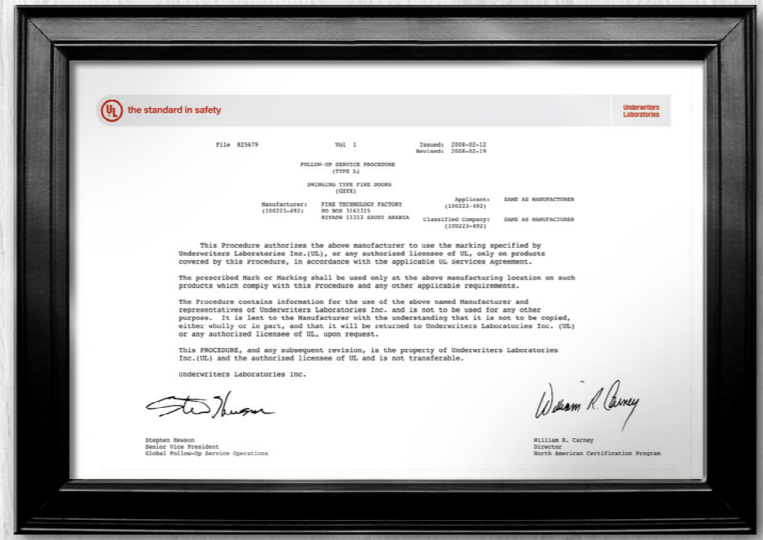 UL the standard in safety
Underwriters
Laboratories
File R25679 Vol 1 Issued: 2008-02-12
Revised: 2008-02-19
FOLLOW-UP SERVICE PROCEDURE
(TYPE L)
SWINGING TYPE FIRE DOORS
(GSYX)
Manufacturer: FIRE TECHNOLOGY FACTORY
(100223-492) PO BOX 3161315
RIYADH 11313 SAUDI ARABIA
Applicant: SAME AS MANUFACTURER
(100223-492)
Classified Company: SAME AS MANUFACTURER
(100223-492)
This Procedure authorizes the above manufacturer to use the marking specified by
Underwriters Laboratories Inc.(UL), or any authorized licensee of UL, only on products
covered by this Procedure, in accordance with the applicable UL Services Agreement.
The prescribed Mark or Marking shall be used only at the above manufacturing location on such
products which comply with this Procedure and any other applicable requirements.
The Procedure contains information for the use of the above named Manufacturer and
representatives of Underwriters Laboratories Inc. and is not to be used for any other
purpose. It is lent to the Manufacturer with the understanding that it is not to be copied,
either wholly or in part, and that it will be returned to Underwriters Laboratories Inc. (UL)
or any authorized licensee of UL, upon request.
This PROCEDURE, and any subsequent revision, is the property of Underwriters Laboratories
Inc.(UL) and the authorized licensee of UL and is not transferable.
Underwriters Laboratories Inc.
William R. Carney
Stephen Hewson
Senior Vice President
Global Follow-Up Service Operations
William R. Carney
Director
North American Certification Program